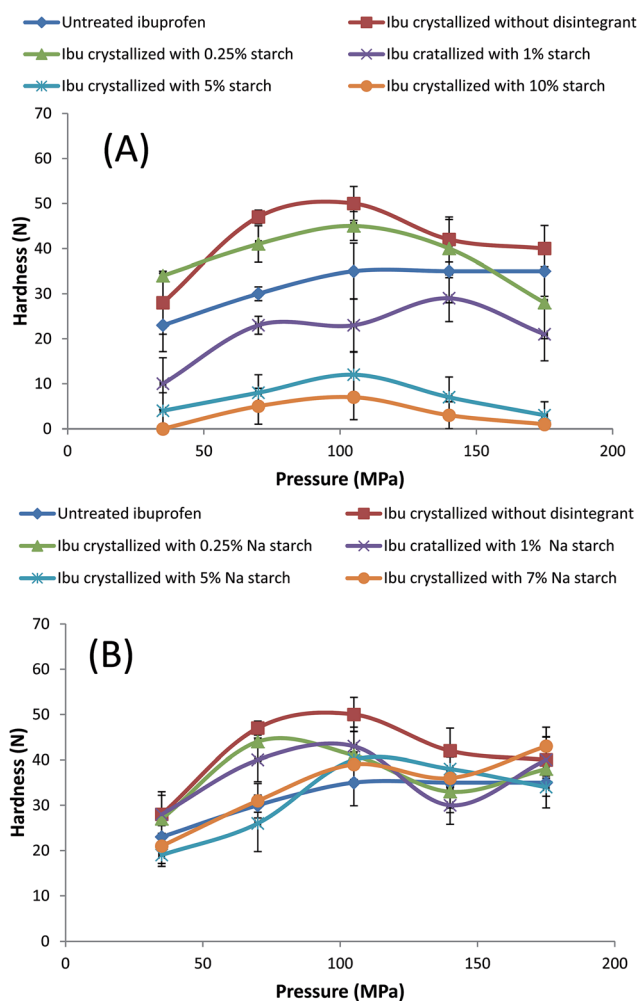 Untreated ibuprofen
Ibu crystallized without disintegrant
Ibu crystallized with 0.25% starch
Ibu cratallized with 1% starch
Ibu crystallized with 5% starch
Ibu crystallized with 10% starch
(A)
70
60
50
40
30
20
10
0
Hardness (N)
0 50 100 150 200
Pressure (MPa)
Untreated ibuprofen
Ibu crystallized without disintegrant
Ibu crystallized with 0.25% Na starch
Ibu cratallized with 1% Na starch
Ibu crystallized with 5% Na starch
Ibu crystallized with 7% Na starch
(B)
70
60
50
40
30
20
10
0
Hardness (N)
0 50 100 150 200
Pressure (MPa)